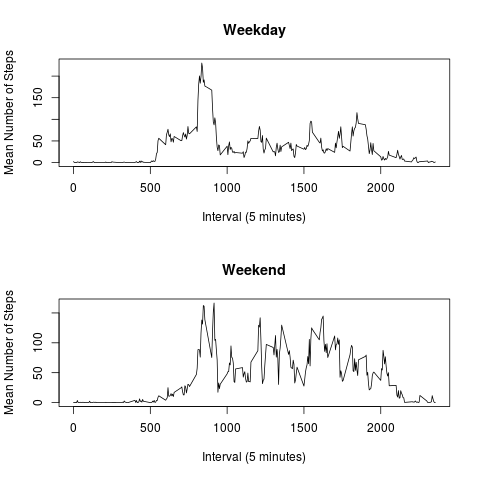 Weekday
Mean Number of Steps
0 50 150
0 500 1000 1500 2000
Interval (5 minutes)
Weekend
Mean Number of Steps
0 50 100
0 500 1000 1500 2000
Interval (5 minutes)